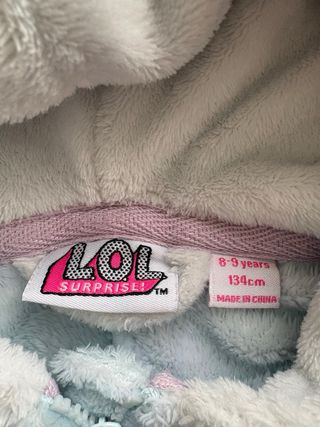 L.O.L
SURPRISE!
TM
8-9 years
134cm
MADE IN CHINA